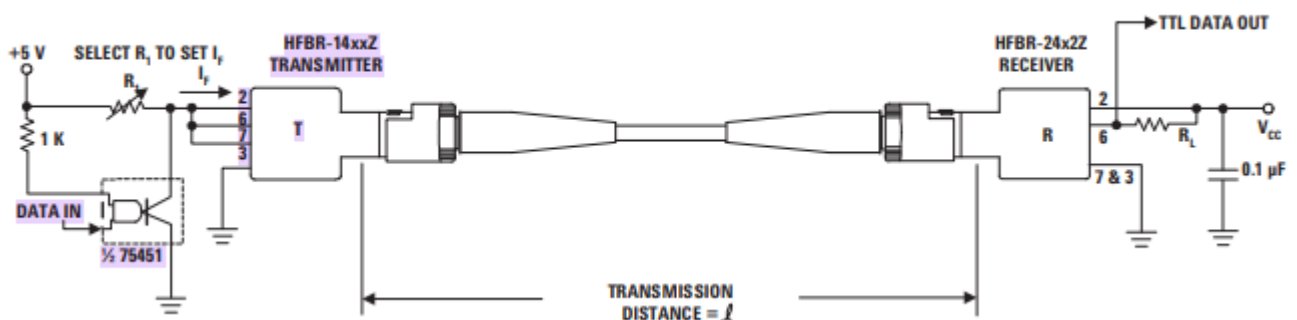 +5 V
SELECT R1 TO SET IF
IF
R1
1 K
DATA IN
½ 75451
HFBR-14xxZ
TRANSMITTER
2
6
7
3
T
TRANSMISSION
DISTANCE = ℓ
HFBR-24x2Z
RECEIVER
R
2
6
7 & 3
TTL DATA OUT
RL
VCC
0.1 µF